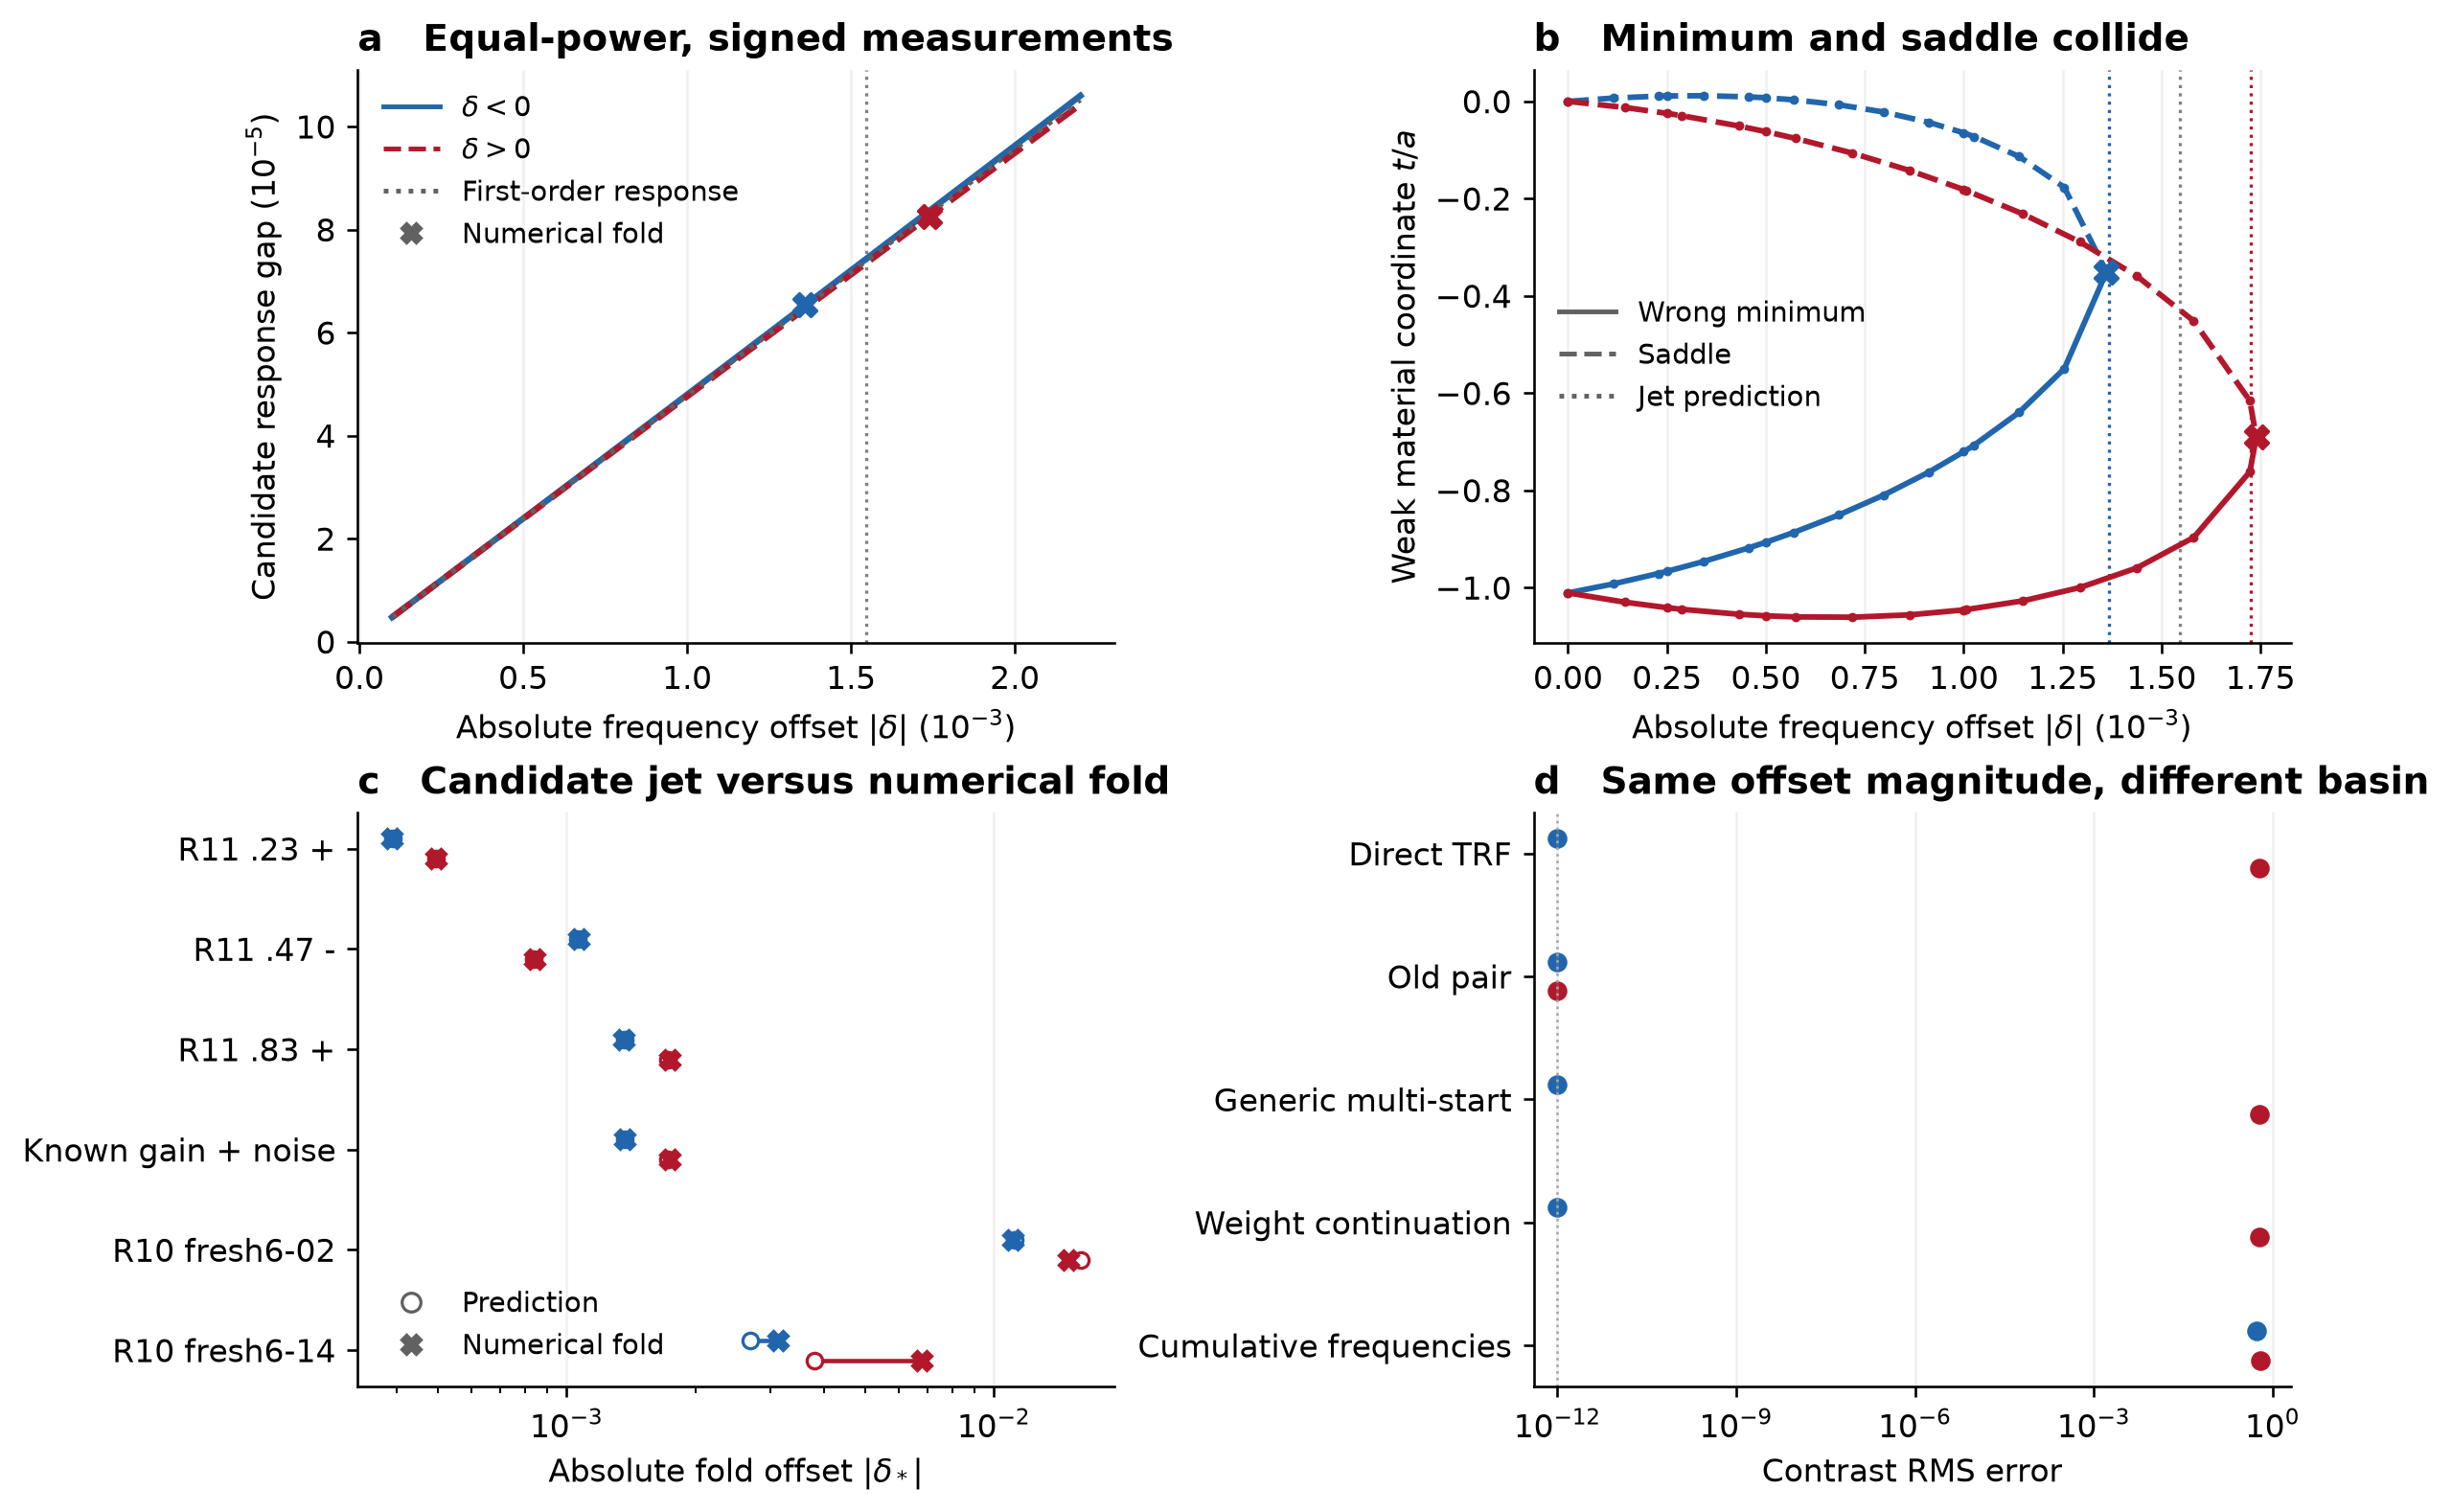 a Equal-power, signed measurements
Candidate response gap (10⁻⁵)
10
8
6
4
2
0
δ < 0
δ > 0
First-order response
Numerical fold
0.0 0.5 1.0 1.5 2.0
Absolute frequency offset |δ| (10⁻³)
b Minimum and saddle collide
Weak material coordinate t/a
0.0
−0.2
−0.4
−0.6
−0.8
−1.0
Wrong minimum
Saddle
Jet prediction
0.00 0.25 0.50 0.75 1.00 1.25 1.50 1.75
Absolute frequency offset |δ| (10⁻³)
c Candidate jet versus numerical fold
R11 .23 +
R11 .47 -
R11 .83 +
Known gain + noise
R10 fresh6-02
R10 fresh6-14
Prediction
Numerical fold
10⁻³ 10⁻²
Absolute fold offset |δ*|
d Same offset magnitude, different basin
Direct TRF
Old pair
Generic multi-start
Weight continuation
Cumulative frequencies
10⁻¹² 10⁻⁹ 10⁻⁶ 10⁻³ 10⁰
Contrast RMS error